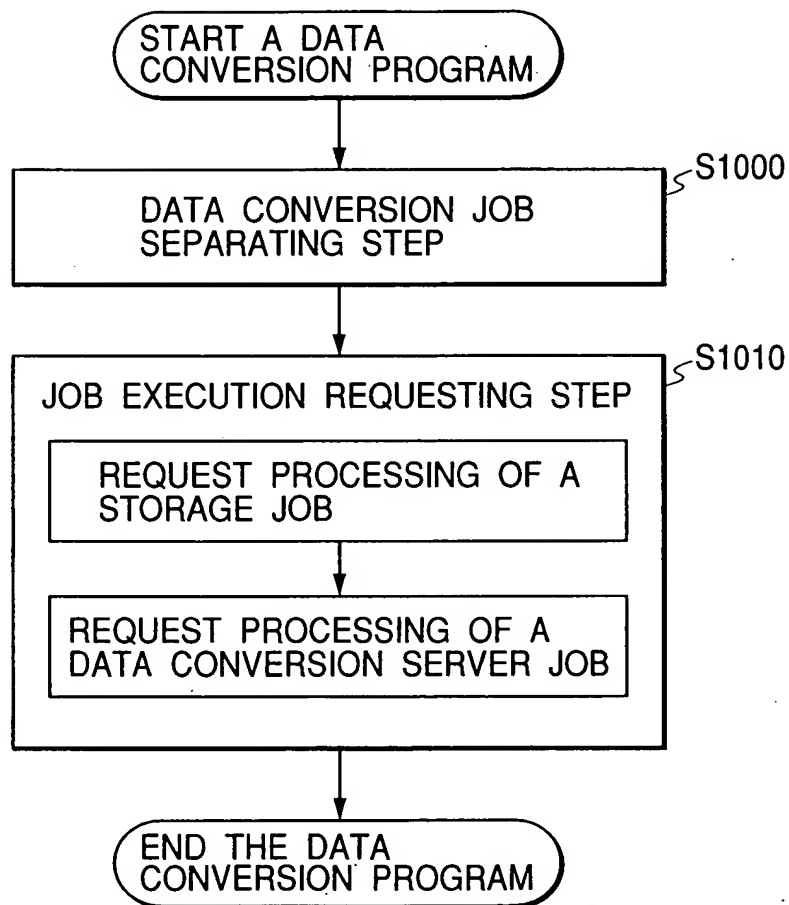 START A DATA
CONVERSION PROGRAM
S1000
DATA CONVERSION JOB
SEPARATING STEP
S1010
JOB EXECUTION REQUESTING STEP
REQUEST PROCESSING OF A
STORAGE JOB
REQUEST PROCESSING OF A
DATA CONVERSION SERVER JOB
END THE DATA
CONVERSION PROGRAM